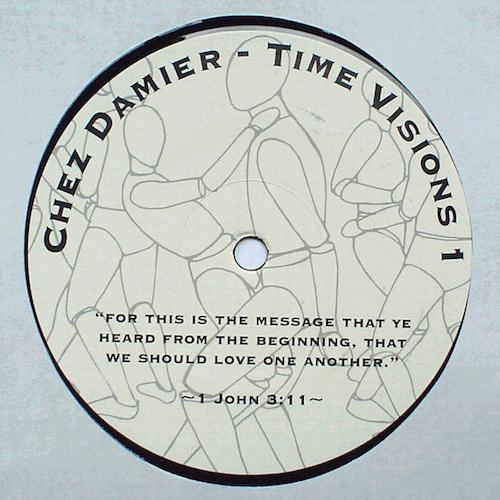 CHEZ DAMIER - TIME VISIONS 1
"FOR THIS IS THE MESSAGE THAT YE
HEARD FROM THE BEGINNING, THAT
WE SHOULD LOVE ONE ANOTHER."
~1 JOHN 3:11~